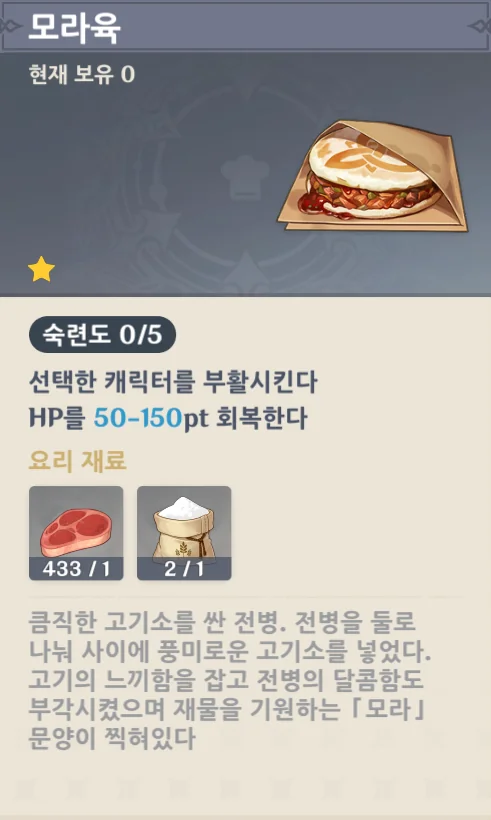 모라육
현재 보유 0
숙련도 0/5
선택한 캐릭터를 부활시킨다
HP를 50-150pt 회복한다
요리 재료
433 / 1
2 / 1
큼직한 고기소를 싼 전병. 전병을 둘로
나눠 사이에 풍미로운 고기소를 넣었다.
고기의 느끼함을 잡고 전병의 달콤함도
부각시켰으며 재물을 기원하는 「모라」
문양이 찍혀있다